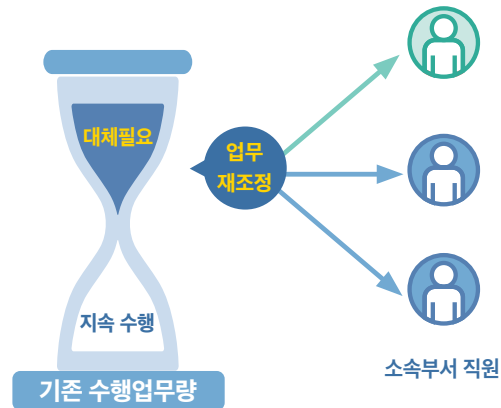 대체필요
업무
재조정
지속 수행
소속부서 직원
기존 수행업무량